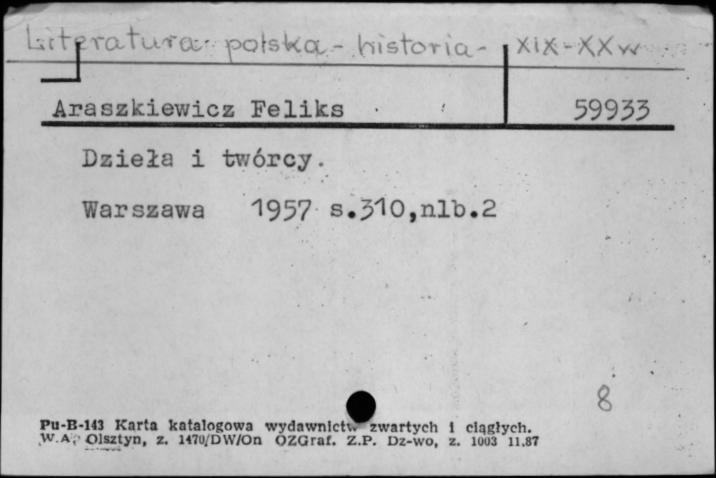 Literatura polska - historia - XIX-XX w
Araszkiewicz Feliks 59933
Dzieła i twórcy.
Warszawa 1957 s.310,nlb.2
8
Pu-B-143 Karta katalogowa wydawnictw zwartych i ciągłych.
W.A. Olsztyn, z. 1470/DW/On OZGraf. Z.P. Dz-wo, z. 1003 11.87